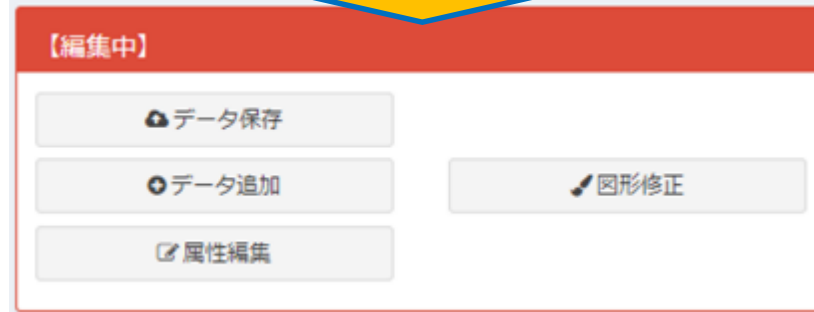 【編集中】
データ保存
データ追加
図形修正
属性編集